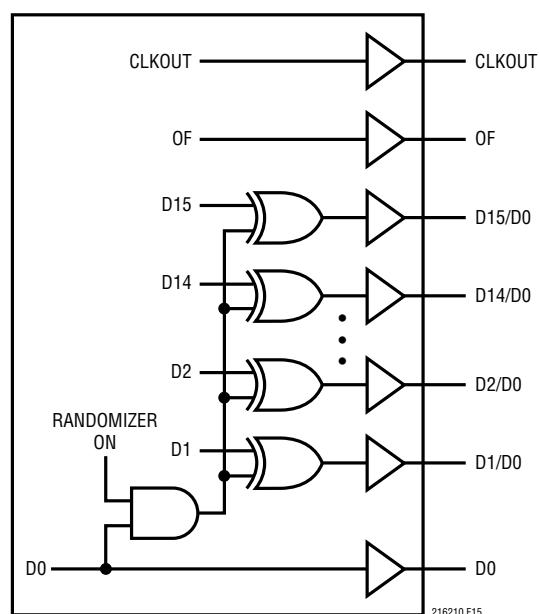 CLKOUT CLKOUT
OF OF
D15 D15/D0
D14 D14/D0
D2 D2/D0
RANDOMIZER
ON
D1 D1/D0
D0 D0
216210 F15